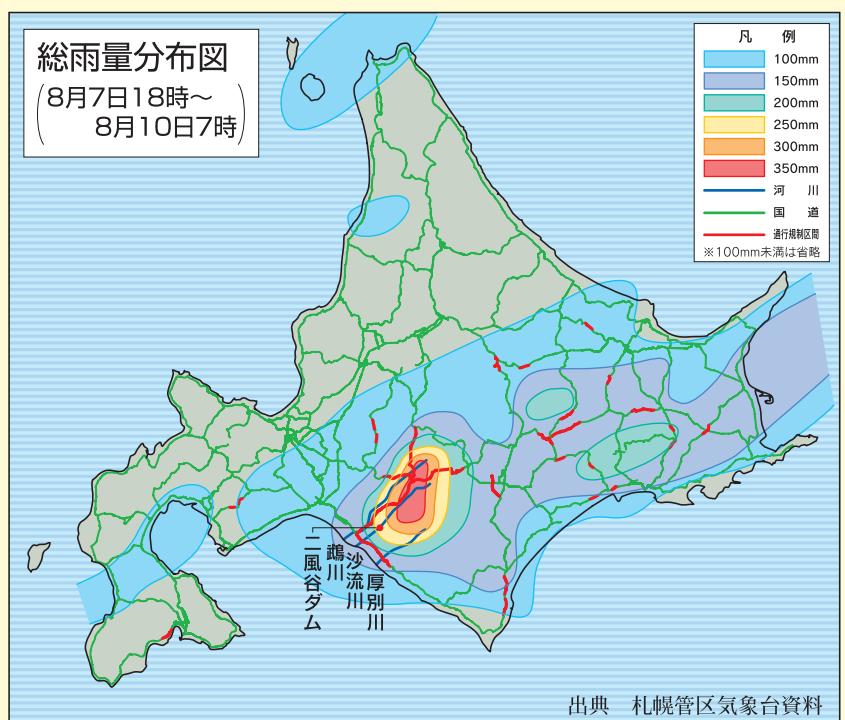 総雨量分布図
(8月7日18時〜
8月10日7時)
凡 例
100mm
150mm
200mm
250mm
300mm
350mm
河 川
国 道
通行規制区間
※100mm未満は省略
二風谷ダム
鵡川
沙流川
厚別川
出典 札幌管区気象台資料